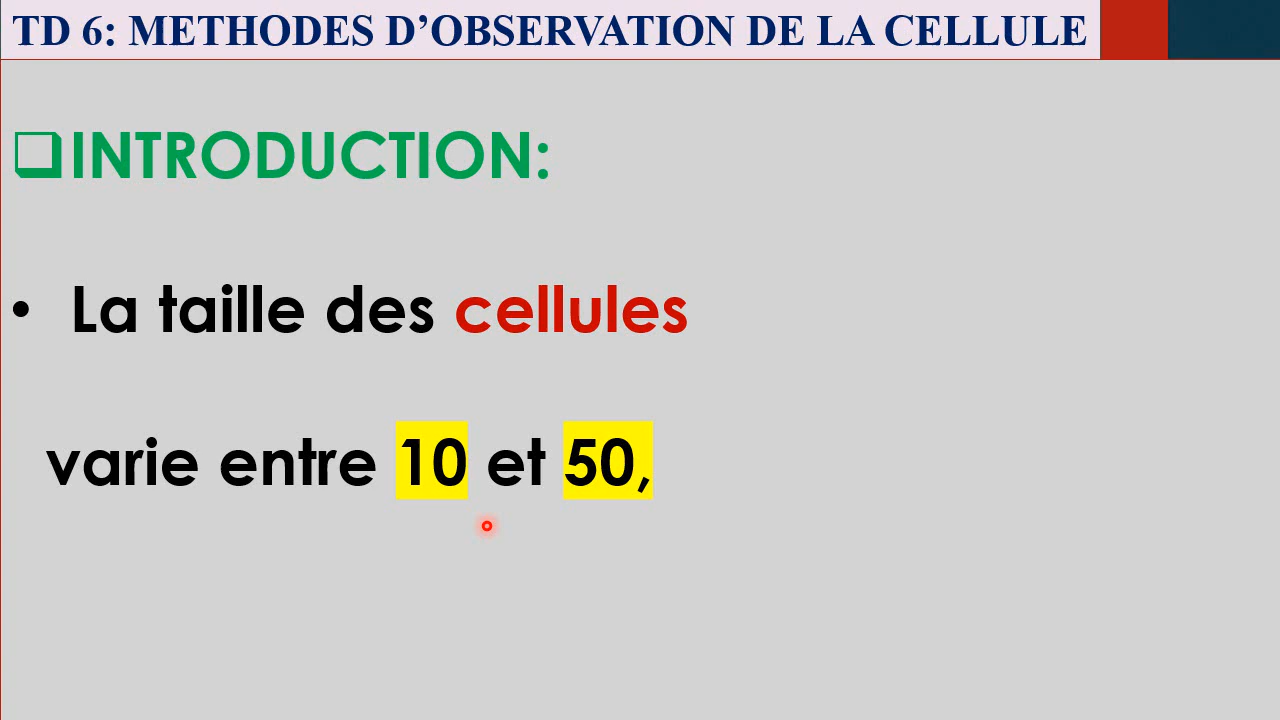 TD 6: METHODES D’OBSERVATION DE LA CELLULE
❑INTRODUCTION:
• La taille des cellules
varie entre 10 et 50,